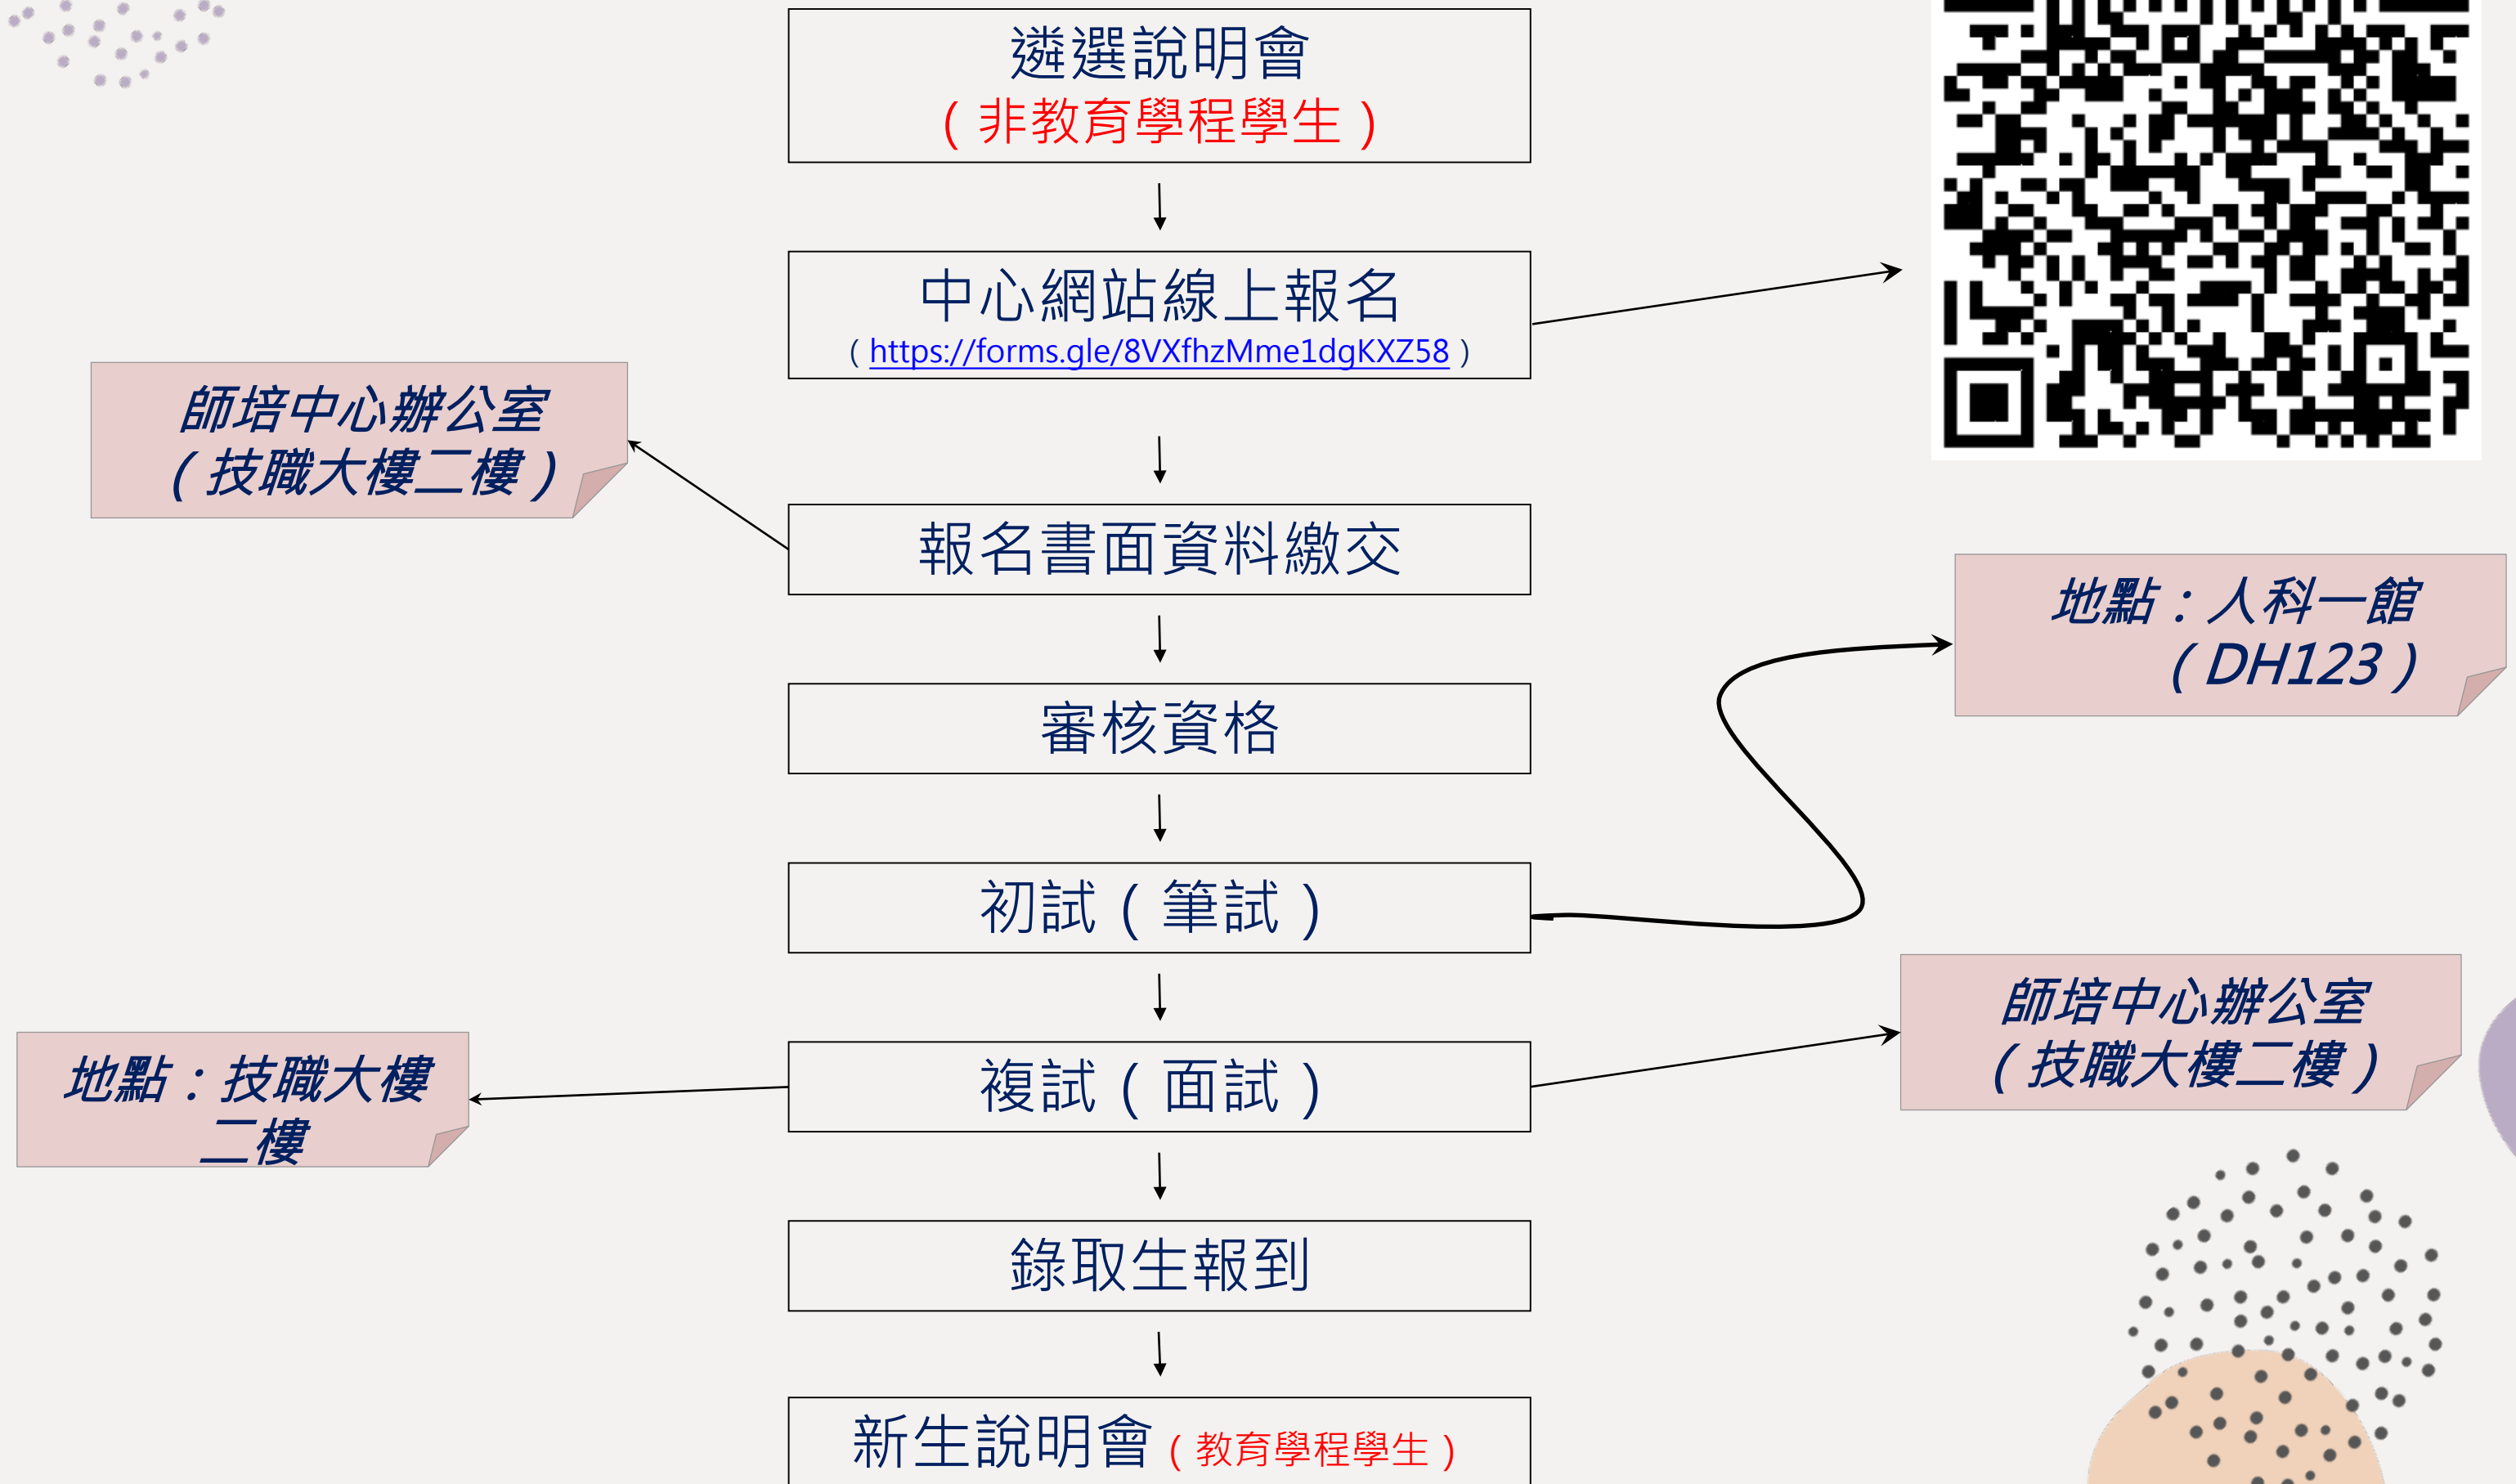 遴選說明會
（非教育學程學生）
中心網站線上報名
（https://forms.gle/8VXfhzMme1dgKXZ58）
師培中心辦公室
（技職大樓二樓）
報名書面資料繳交
地點：人科一館
（DH123）
審核資格
初試（筆試）
師培中心辦公室
（技職大樓二樓）
複試（面試）
地點：技職大樓
二樓
錄取生報到
新生說明會（教育學程學生）